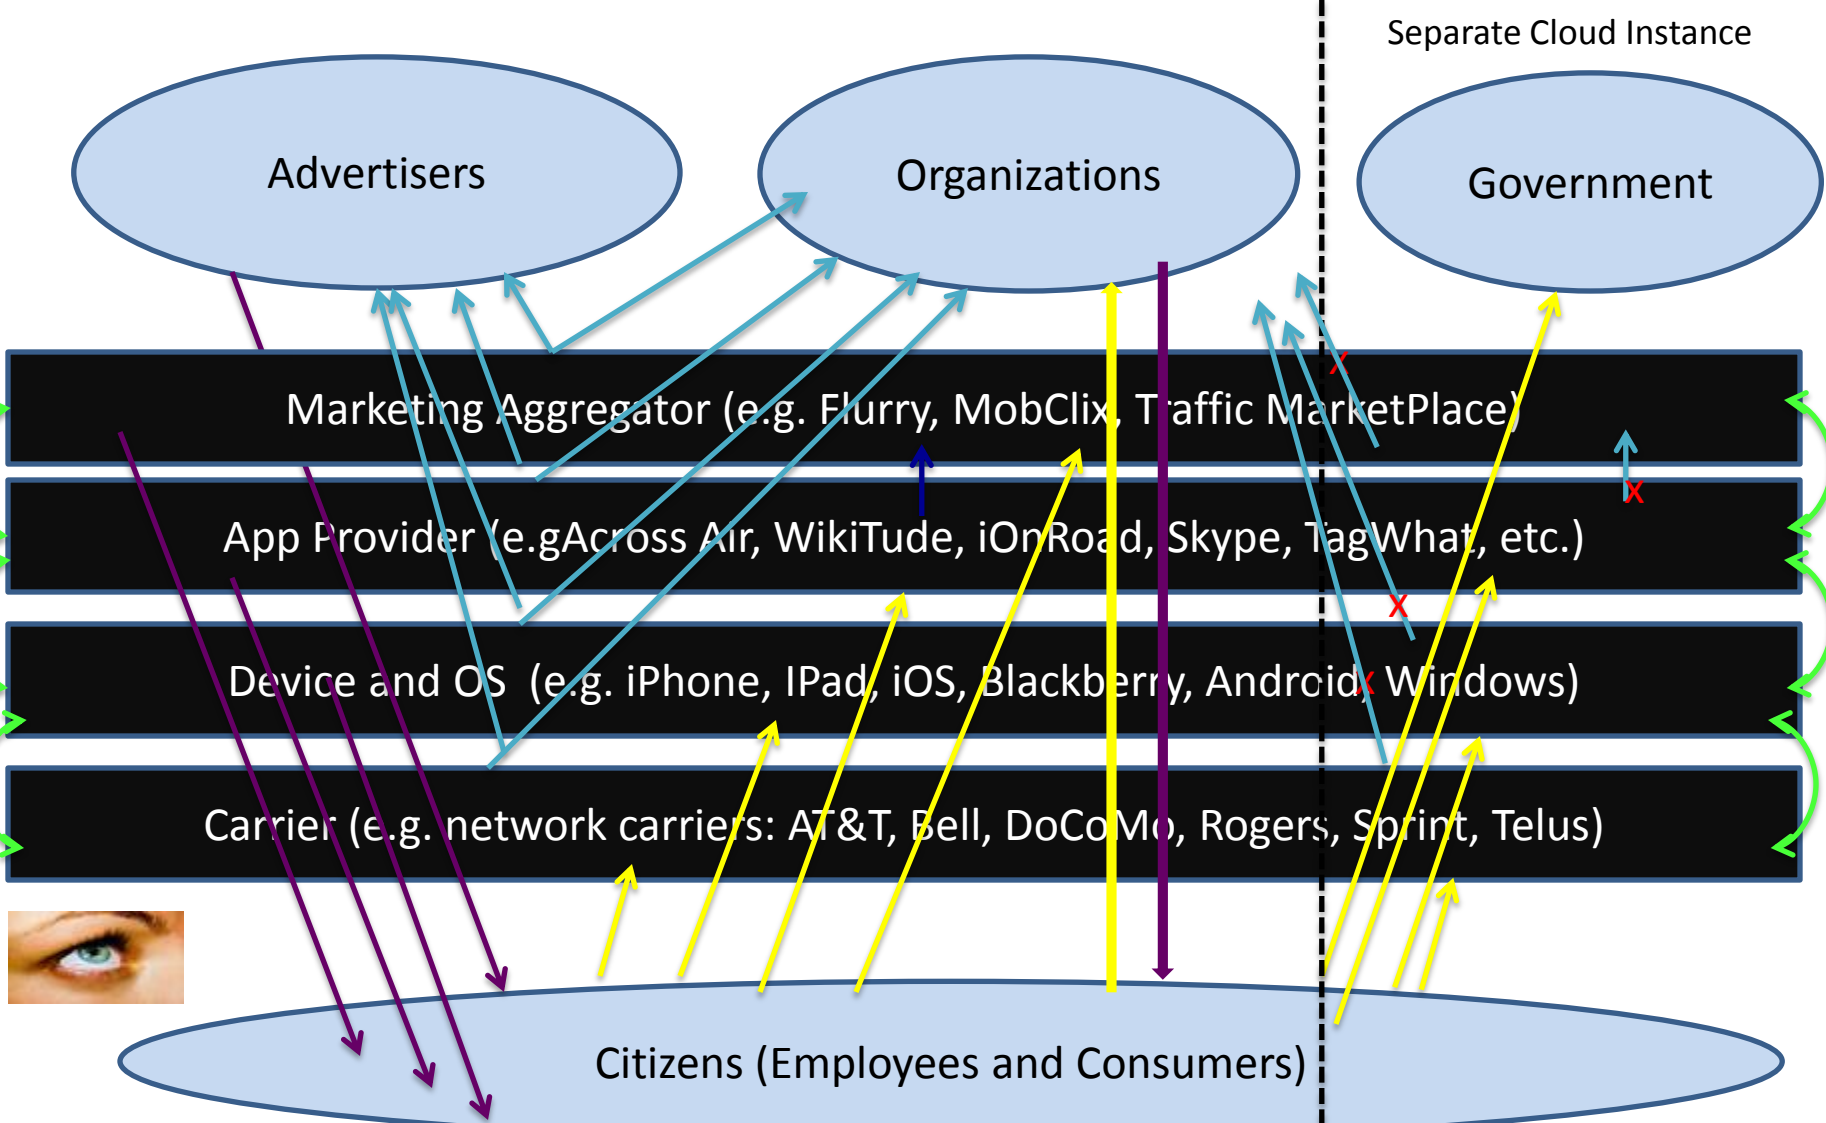 Separate Cloud Instance
Advertisers
Organizations
Government
x
Marketing Aggregator (e.g. Flurry, MobClix, Traffic MarketPlace)
x
App Provider (e.gAcross Air, WikiTude, iOnRoad, Skype, TagWhat, etc.)
x
Device and OS (e.g. iPhone, IPad, iOS, Blackberry, Android, Windows)
x
Carrier (e.g. network carriers: AT&T, Bell, DoCoMo, Rogers, Sprint, Telus)
Citizens (Employees and Consumers)